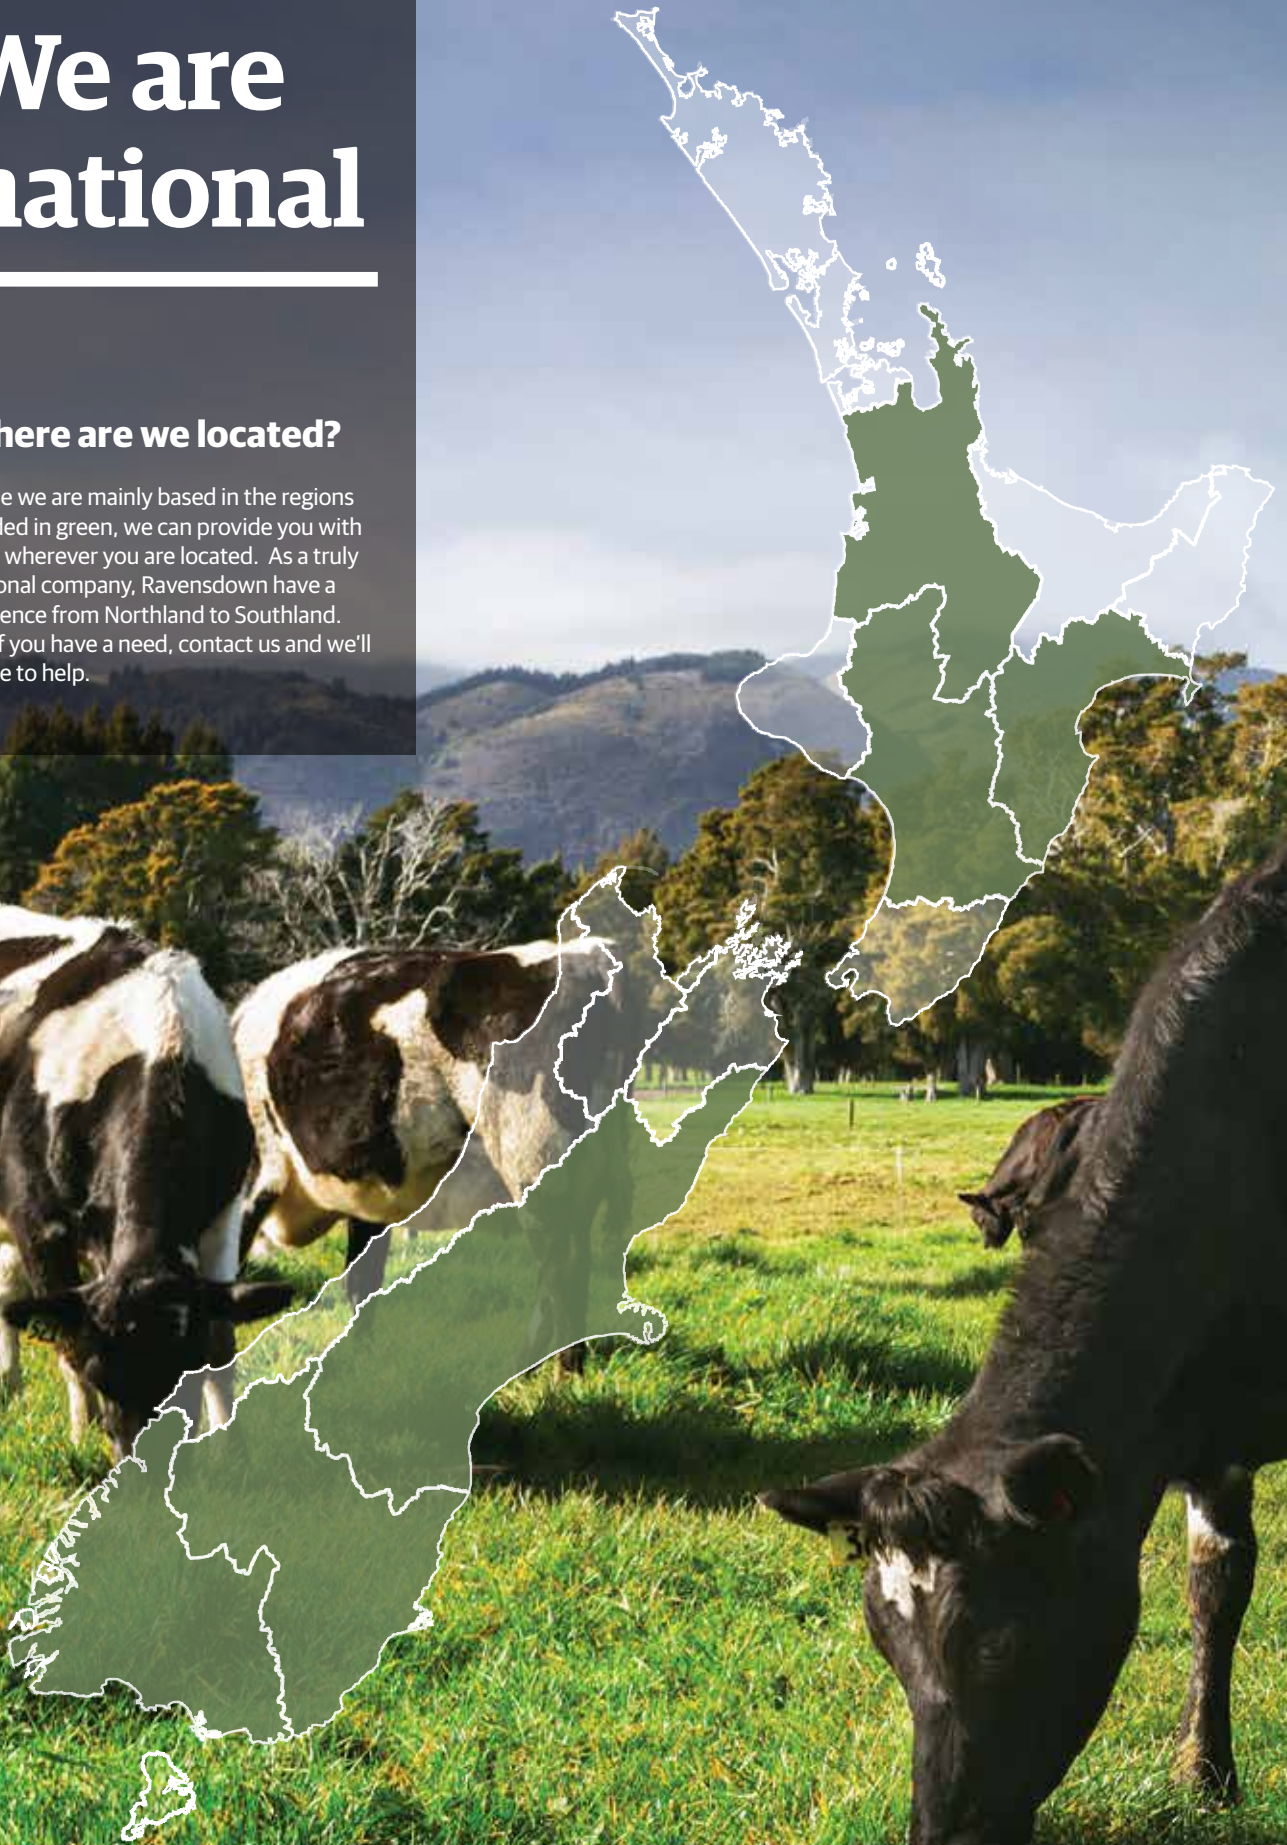 We are
national
here are we located?
e we are mainly based in the regions
ded in green, we can provide you with
wherever you are located. As a truly
onal company, Ravensdown have a
ence from Northland to Southland.
f you have a need, contact us and we'll
e to help.